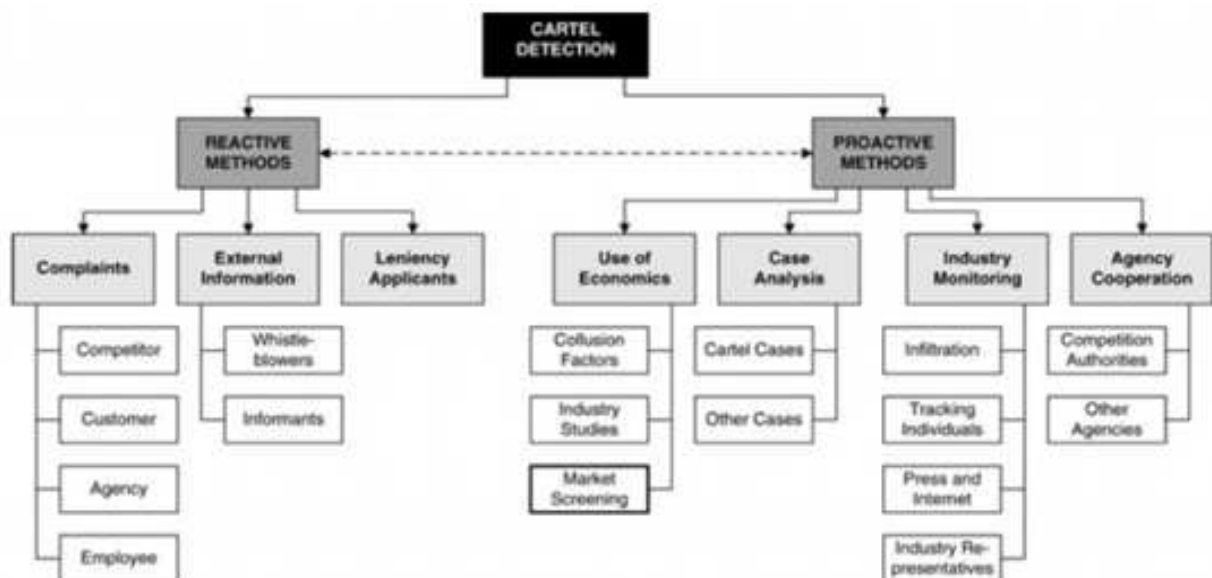 CARTEL
DETECTION
REACTIVE
METHODS
PROACTIVE
METHODS
Complaints
External
Information
Leniency
Applicants
Use of
Economics
Case
Analysis
Industry
Monitoring
Agency
Cooperation
Competitor
Whistle-
blowers
Collusion
Factors
Cartel Cases
Infiltration
Competition
Authorities
Customer
Informants
Industry
Studies
Other Cases
Tracking
Individuals
Other
Agencies
Agency
Market
Screening
Press and
Internet
Employee
Industry Re-
presentatives